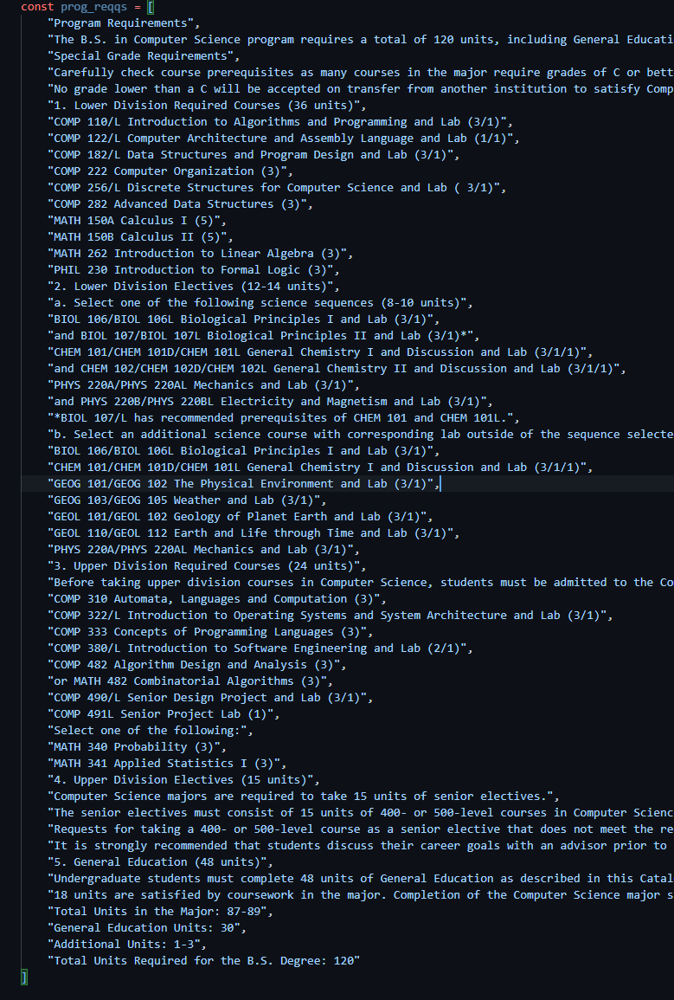 const prog_reqqs = [
"Program Requirements",
"The B.S. in Computer Science program requires a total of 120 units, including General Educati
"Special Grade Requirements",
"Carefully check course prerequisites as many courses in the major require grades of C or bett
"No grade lower than a C will be accepted on transfer from another institution to satisfy Comp
"1. Lower Division Required Courses (36 units)",
"COMP 110/L Introduction to Algorithms and Programming and Lab (3/1)",
"COMP 122/L Computer Architecture and Assembly Language and Lab (1/1)",
"COMP 182/L Data Structures and Program Design and Lab (3/1)",
"COMP 222 Computer Organization (3)",
"COMP 256/L Discrete Structures for Computer Science and Lab ( 3/1)",
"COMP 282 Advanced Data Structures (3)",
"MATH 150A Calculus I (5)",
"MATH 150B Calculus II (5)",
"MATH 262 Introduction to Linear Algebra (3)",
"PHIL 230 Introduction to Formal Logic (3)",
"2. Lower Division Electives (12-14 units)",
"a. Select one of the following science sequences (8-10 units)",
"BIOL 106/BIOL 106L Biological Principles I and Lab (3/1)",
"and BIOL 107/BIOL 107L Biological Principles II and Lab (3/1)*",
"CHEM 101/CHEM 101D/CHEM 101L General Chemistry I and Discussion and Lab (3/1/1)",
"and CHEM 102/CHEM 102D/CHEM 102L General Chemistry II and Discussion and Lab (3/1/1)",
"PHYS 220A/PHYS 220AL Mechanics and Lab (3/1)",
"and PHYS 220B/PHYS 220BL Electricity and Magnetism and Lab (3/1)",
"*BIOL 107/L has recommended prerequisites of CHEM 101 and CHEM 101L.",
"b. Select an additional science course with corresponding lab outside of the sequence selecte
"BIOL 106/BIOL 106L Biological Principles I and Lab (3/1)",
"CHEM 101/CHEM 101D/CHEM 101L General Chemistry I and Discussion and Lab (3/1/1)",
"GEOG 101/GEOG 102 The Physical Environment and Lab (3/1)",
"GEOG 103/GEOG 105 Weather and Lab (3/1)",
"GEOL 101/GEOL 102 Geology of Planet Earth and Lab (3/1)",
"GEOL 110/GEOL 112 Earth and Life through Time and Lab (3/1)",
"PHYS 220A/PHYS 220AL Mechanics and Lab (3/1)",
"3. Upper Division Required Courses (24 units)",
"Before taking upper division courses in Computer Science, students must be admitted to the Co
"COMP 310 Automata, Languages and Computation (3)",
"COMP 322/L Introduction to Operating Systems and System Architecture and Lab (3/1)",
"COMP 333 Concepts of Programming Languages (3)",
"COMP 380/L Introduction to Software Engineering and Lab (2/1)",
"COMP 482 Algorithm Design and Analysis (3)",
"or MATH 482 Combinatorial Algorithms (3)",
"COMP 490/L Senior Design Project and Lab (3/1)",
"COMP 491L Senior Project Lab (1)",
"Select one of the following:",
"MATH 340 Probability (3)",
"MATH 341 Applied Statistics I (3)",
"4. Upper Division Electives (15 units)",
"Computer Science majors are required to take 15 units of senior electives.",
"The senior electives must consist of 15 units of 400- or 500-level courses in Computer Scienc
"Requests for taking a 400- or 500-level course as a senior elective that does not meet the re
"It is strongly recommended that students discuss their career goals with an advisor prior to
"5. General Education (48 units)",
"Undergraduate students must complete 48 units of General Education as described in this Catal
"18 units are satisfied by coursework in the major. Completion of the Computer Science major s
"Total Units in the Major: 87-89",
"General Education Units: 30",
"Additional Units: 1-3",
"Total Units Required for the B.S. Degree: 120"
]